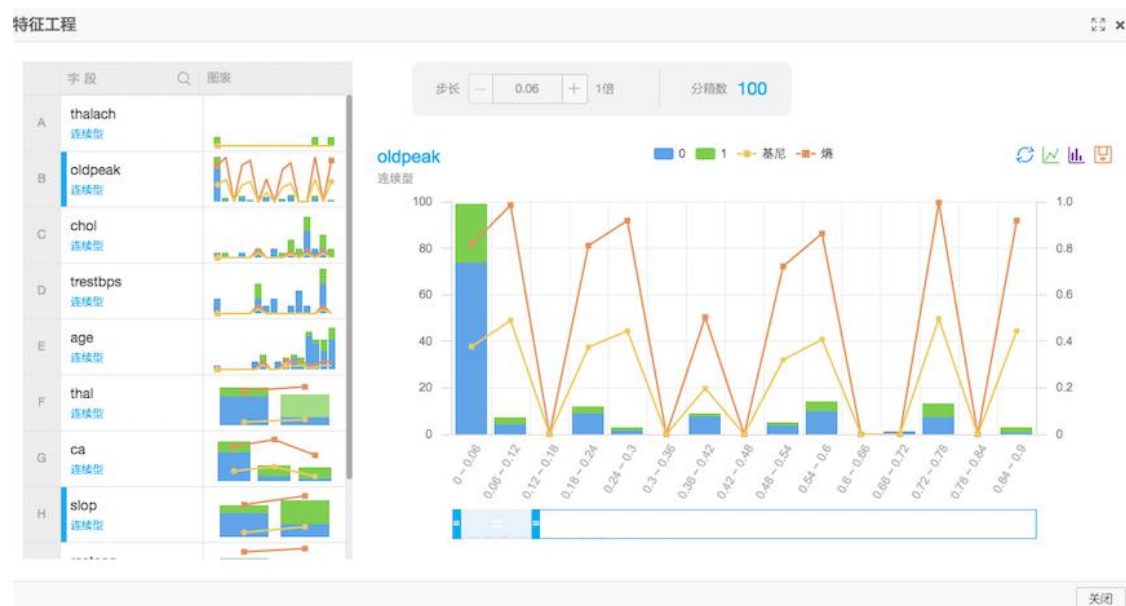 特征工程
字段 图表
A thalach
连续型
B oldpeak
连续型
C chol
连续型
D trestbps
连续型
E age
连续型
F thal
连续型
G ca
连续型
H slop
连续型
步长 － 0.06 ＋ 1倍 分箱数 100
oldpeak
连续型
0 1 基尼 熵
100 1.0
80 0.8
60 0.6
40 0.4
20 0.2
0 0
0 ~ 0.06
0.06 ~ 0.12
0.12 ~ 0.18
0.18 ~ 0.24
0.24 ~ 0.3
0.3 ~ 0.36
0.36 ~ 0.42
0.42 ~ 0.48
0.48 ~ 0.54
0.54 ~ 0.6
0.6 ~ 0.66
0.66 ~ 0.72
0.72 ~ 0.78
0.78 ~ 0.84
0.84 ~ 0.9
关闭